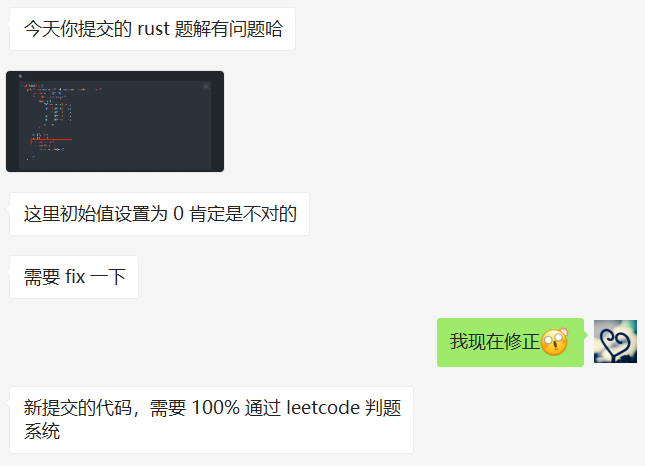 今天你提交的 rust 题解有问题哈
这里初始值设置为 0 肯定是不对的
需要 fix 一下
我现在修正
新提交的代码，需要 100% 通过 leetcode 判题
系统